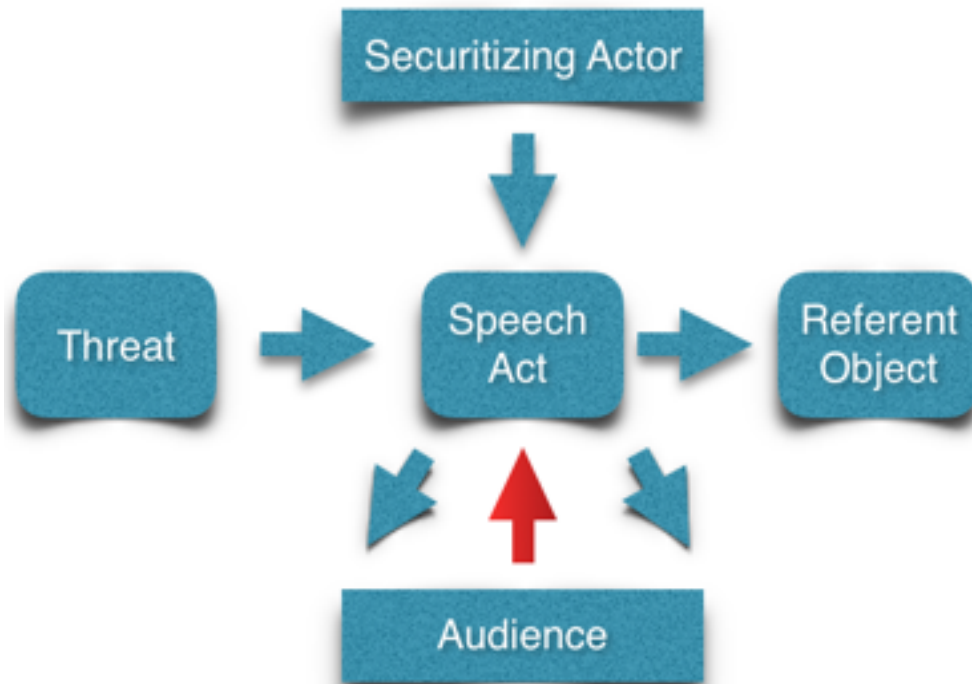 Securitizing Actor
Threat
Speech
Act
Referent
Object
Audience